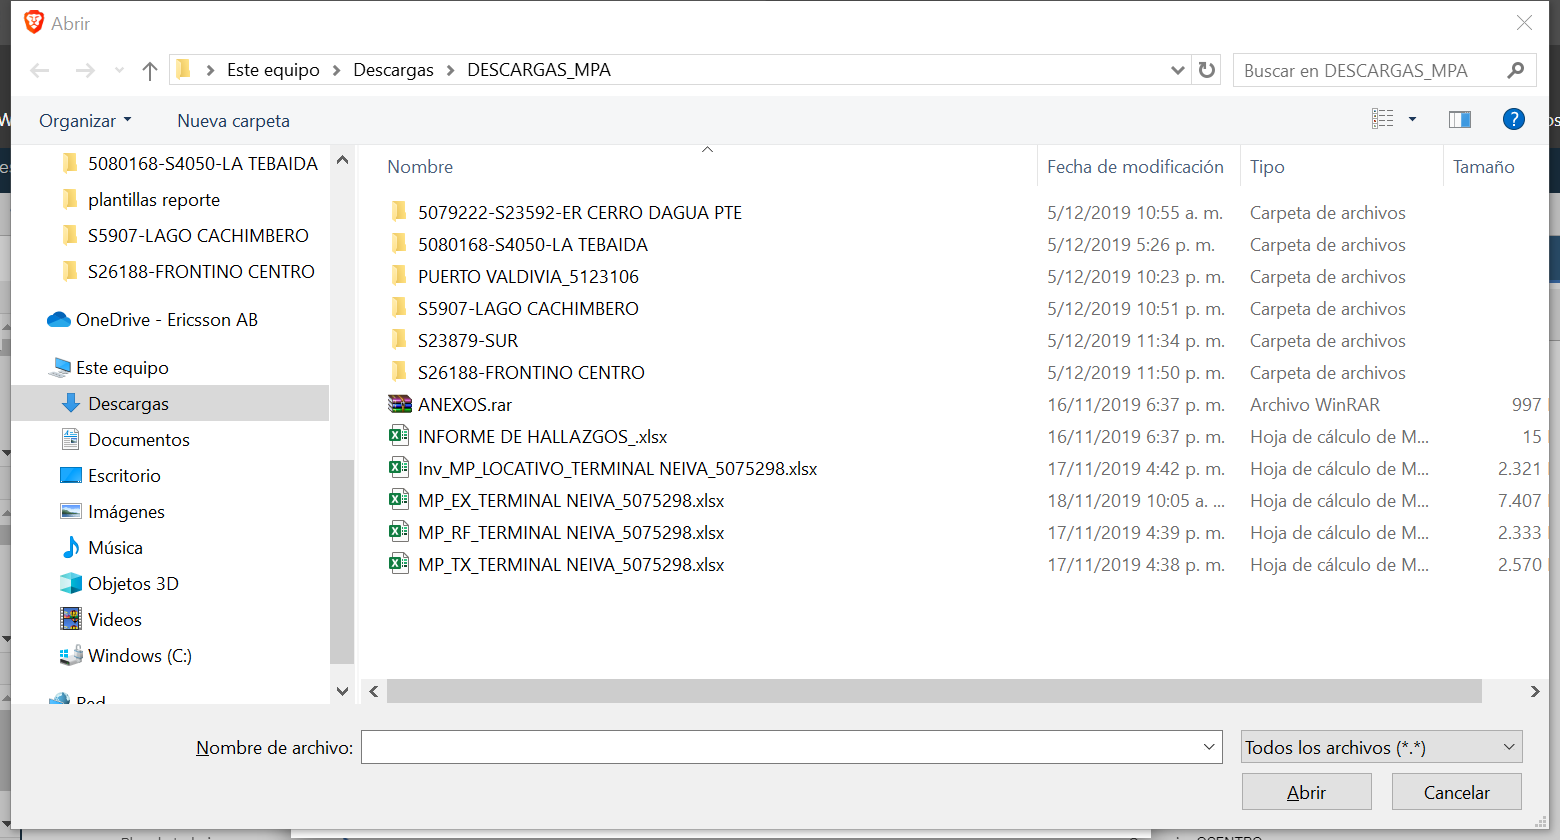 Abrir
Este equipo > Descargas > DESCARGAS_MPA
Buscar en DESCARGAS_MPA
Organizar
Nueva carpeta
?
5080168-S4050-LA TEBAIDA
plantillas reporte
S5907-LAGO CACHIMBERO
S26188-FRONTINO CENTRO
OneDrive - Ericsson AB
Este equipo
Descargas
Documentos
Escritorio
Imágenes
Música
Objetos 3D
Videos
Windows (C:)
Red
Nombre Fecha de modificación Tipo Tamaño
5079222-S23592-ER CERRO DAGUA PTE 5/12/2019 10:55 a. m. Carpeta de archivos
5080168-S4050-LA TEBAIDA 5/12/2019 5:26 p. m. Carpeta de archivos
PUERTO VALDIVIA_5123106 5/12/2019 10:23 p. m. Carpeta de archivos
S5907-LAGO CACHIMBERO 5/12/2019 10:51 p. m. Carpeta de archivos
S23879-SUR 5/12/2019 11:34 p. m. Carpeta de archivos
S26188-FRONTINO CENTRO 5/12/2019 11:50 p. m. Carpeta de archivos
ANEXOS.rar 16/11/2019 6:37 p. m. Archivo WinRAR 997
INFORME DE HALLAZGOS_.xlsx 16/11/2019 6:37 p. m. Hoja de cálculo de M... 15
Inv_MP_LOCATIVO_TERMINAL NEIVA_5075298.xlsx 17/11/2019 4:42 p. m. Hoja de cálculo de M... 2.321
MP_EX_TERMINAL NEIVA_5075298.xlsx 18/11/2019 10:05 a. ... Hoja de cálculo de M... 7.407
MP_RF_TERMINAL NEIVA_5075298.xlsx 17/11/2019 4:39 p. m. Hoja de cálculo de M... 2.333
MP_TX_TERMINAL NEIVA_5075298.xlsx 17/11/2019 4:38 p. m. Hoja de cálculo de M... 2.570
Nombre de archivo:
Todos los archivos (*.*)
Abrir
Cancelar